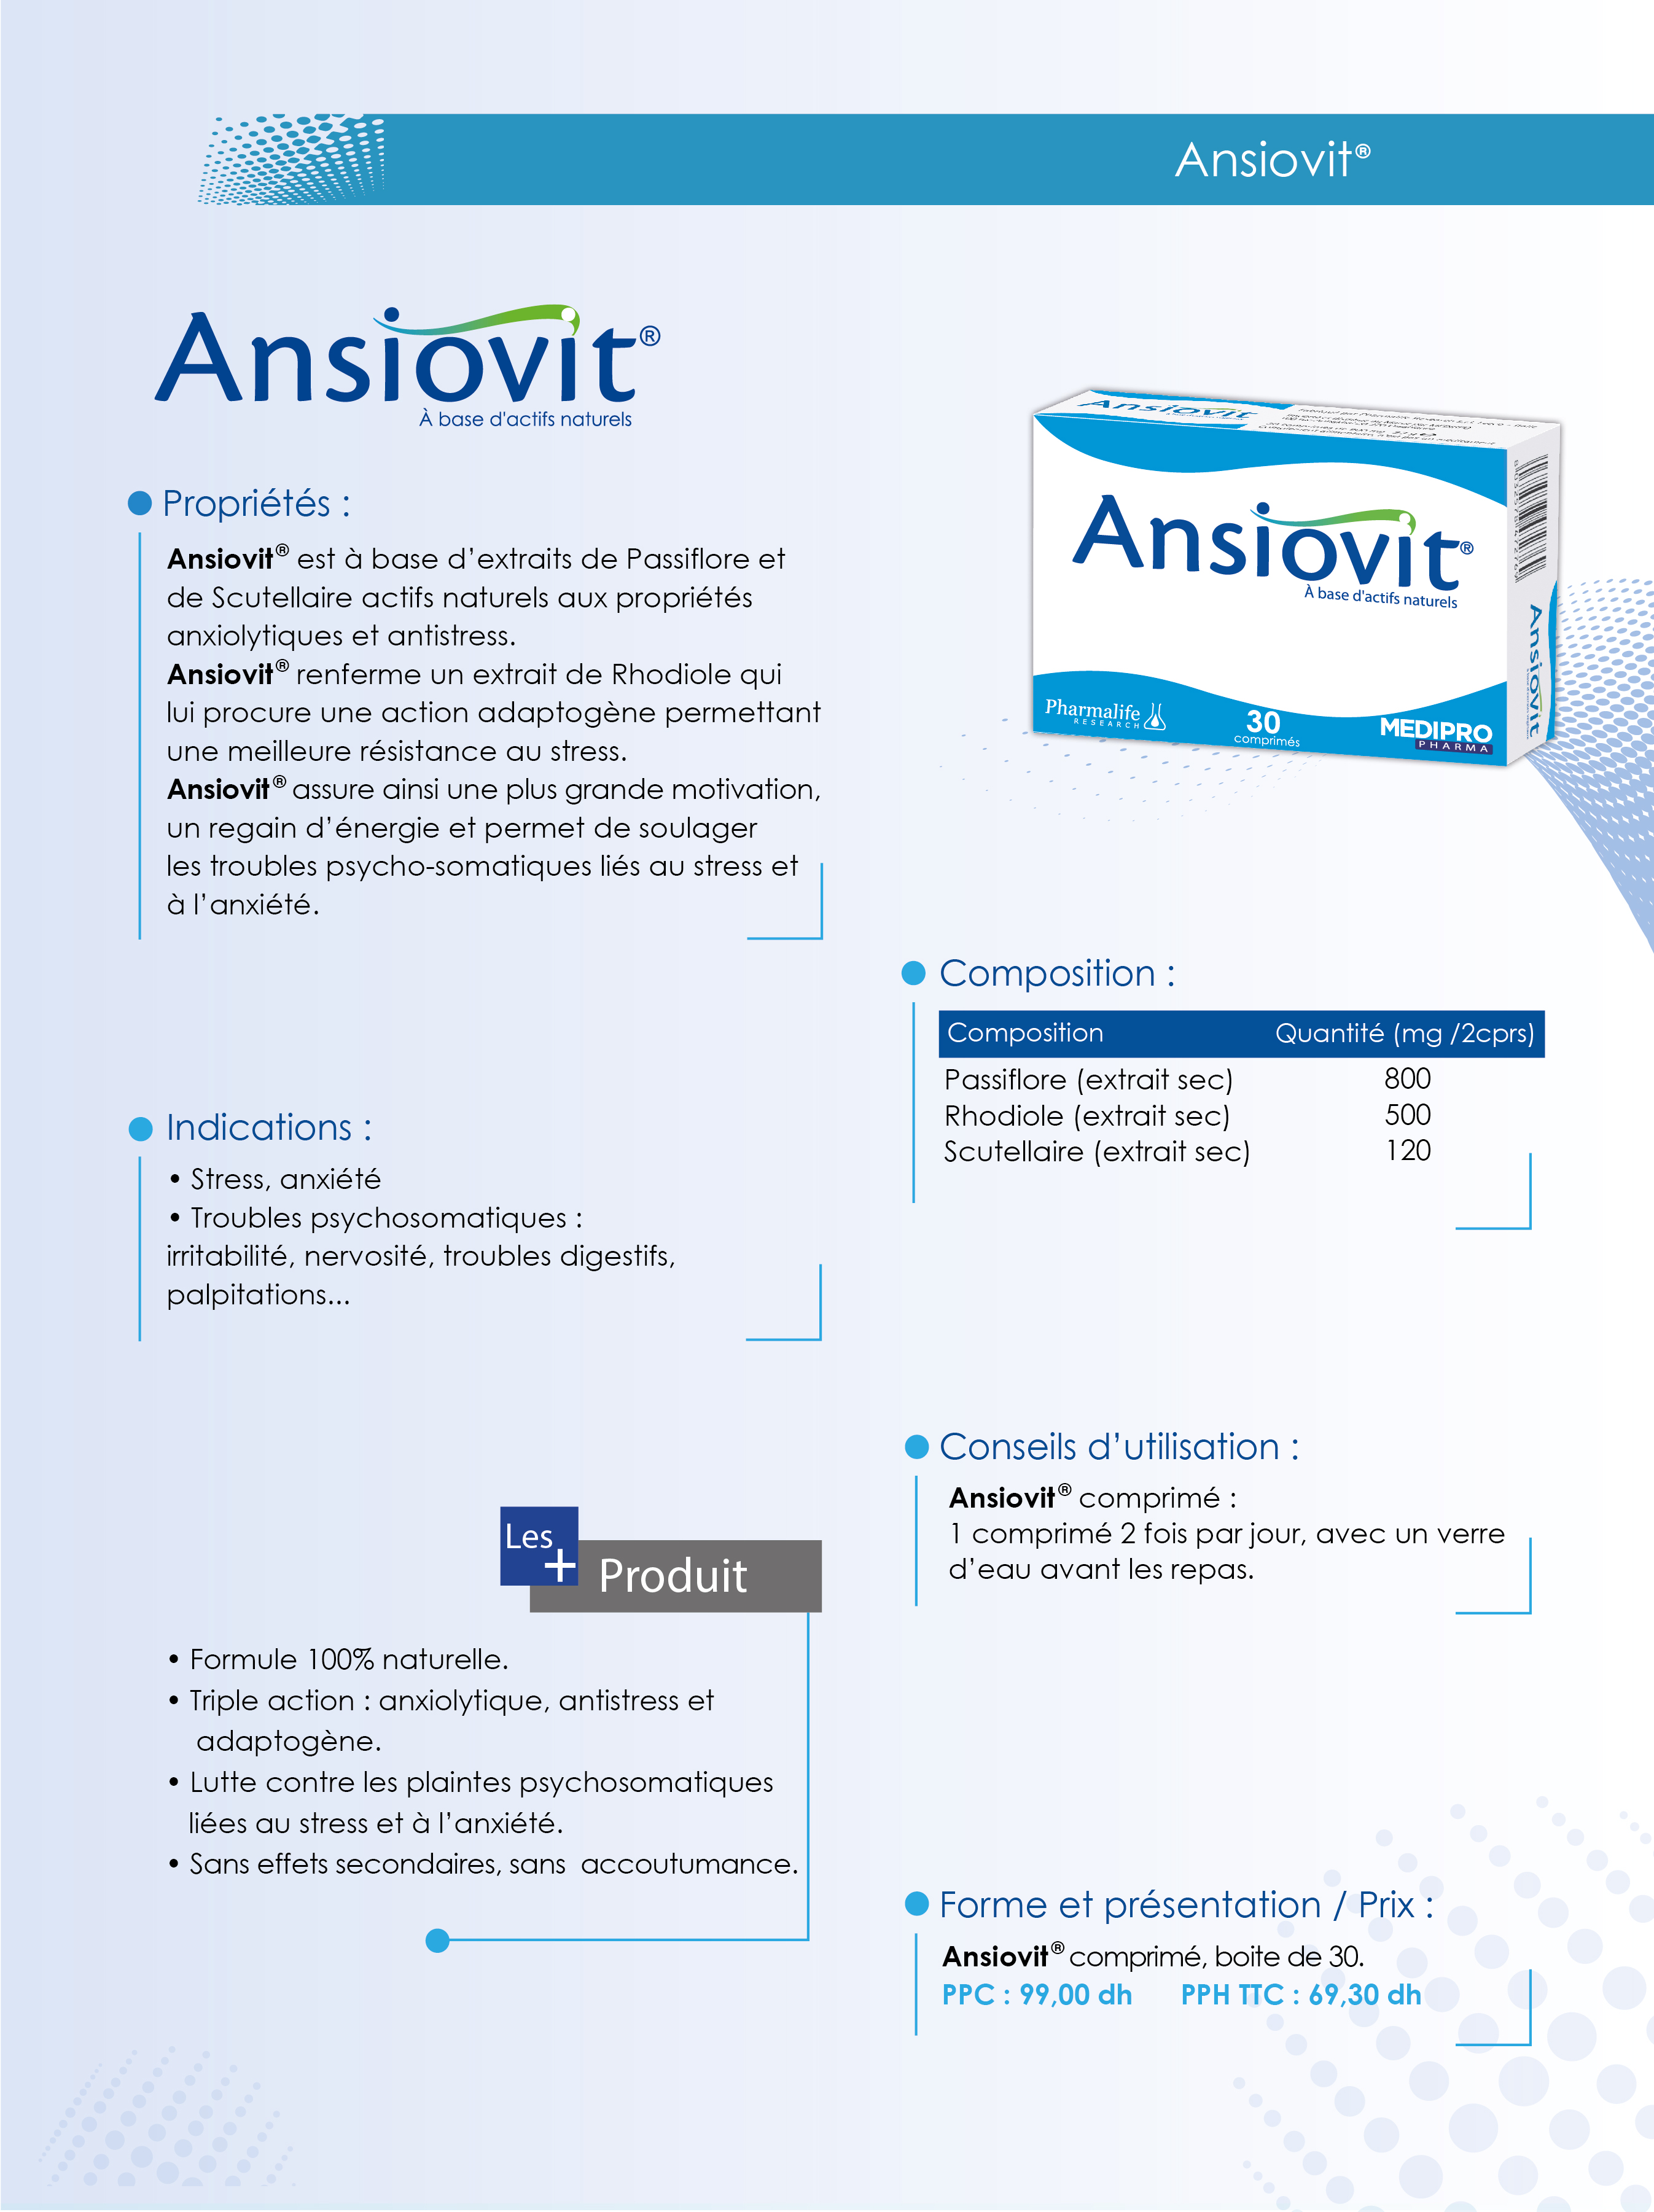 Ansiovit®
Ansiovit®
À base d'actifs naturels
Propriétés :
Ansiovit® est à base d’extraits de Passiflore et
de Scutellaire actifs naturels aux propriétés
anxiolytiques et antistress.
Ansiovit® renferme un extrait de Rhodiole qui
lui procure une action adaptogène permettant
une meilleure résistance au stress.
Ansiovit® assure ainsi une plus grande motivation,
un regain d’énergie et permet de soulager
les troubles psycho-somatiques liés au stress et
à l’anxiété.
Indications :
• Stress, anxiété
• Troubles psychosomatiques :
irritabilité, nervosité, troubles digestifs,
palpitations...
Les + Produit
• Formule 100% naturelle.
• Triple action : anxiolytique, antistress et
adaptogène.
• Lutte contre les plaintes psychosomatiques
liées au stress et à l’anxiété.
• Sans effets secondaires, sans accoutumance.
Ansiovit
Ansiovit®
À base d'actifs naturels
Pharmalife
RESEARCH
30
comprimés
MEDIPRO
PHARMA
Ansiovit
Composition :
Composition Quantité (mg /2cprs)
Passiflore (extrait sec) 800
Rhodiole (extrait sec) 500
Scutellaire (extrait sec) 120
Conseils d’utilisation :
Ansiovit® comprimé :
1 comprimé 2 fois par jour, avec un verre
d’eau avant les repas.
Forme et présentation / Prix :
Ansiovit® comprimé, boite de 30.
PPC : 99,00 dh PPH TTC : 69,30 dh